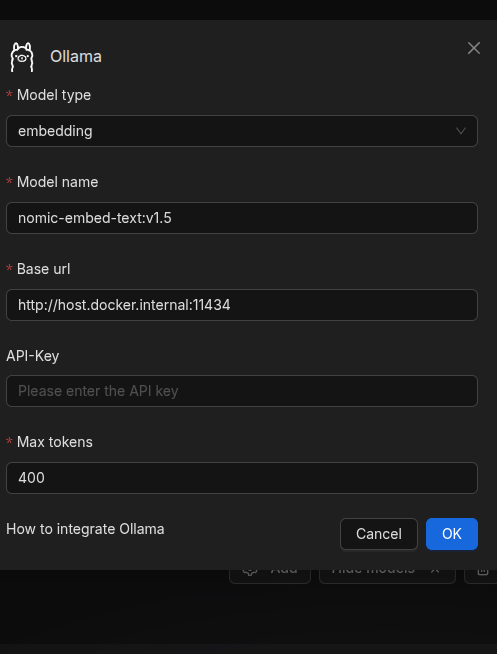 Ollama
* Model type
embedding
* Model name
nomic-embed-text:v1.5
* Base url
http://host.docker.internal:11434
API-Key
Please enter the API key
* Max tokens
400
How to integrate Ollama
Cancel
OK
Add
Hide models